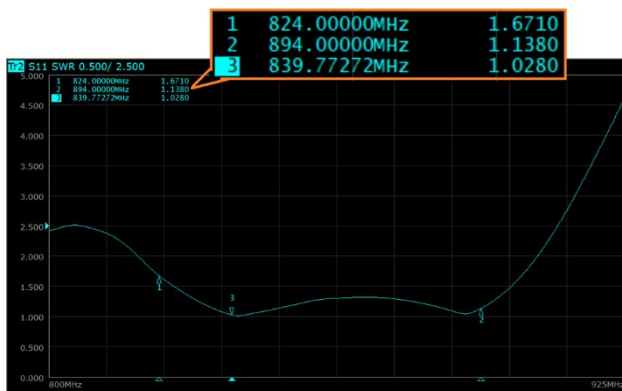 1 824.00000MHz 1.6710
2 894.00000MHz 1.1380
3 839.77272MHz 1.0280
Tr2 S11 SWR 0.500/ 2.500
5.000
1 824.00000MHz 1.6710
2 894.00000MHz 1.1380
3 839.77272MHz 1.0280
4.500
4.000
3.500
3.000
2.500
2.000
1.500
1.000
0.500
0.000
1
3
2
800MHz 925MHz